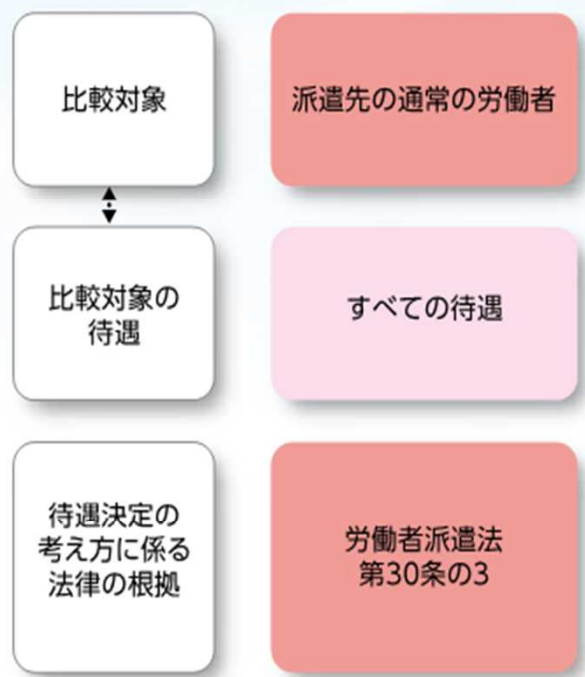 比較対象
派遣先の通常の労働者
比較対象の
待遇
すべての待遇
待遇決定の
考え方に係る
法律の根拠
労働者派遣法
第30条の3